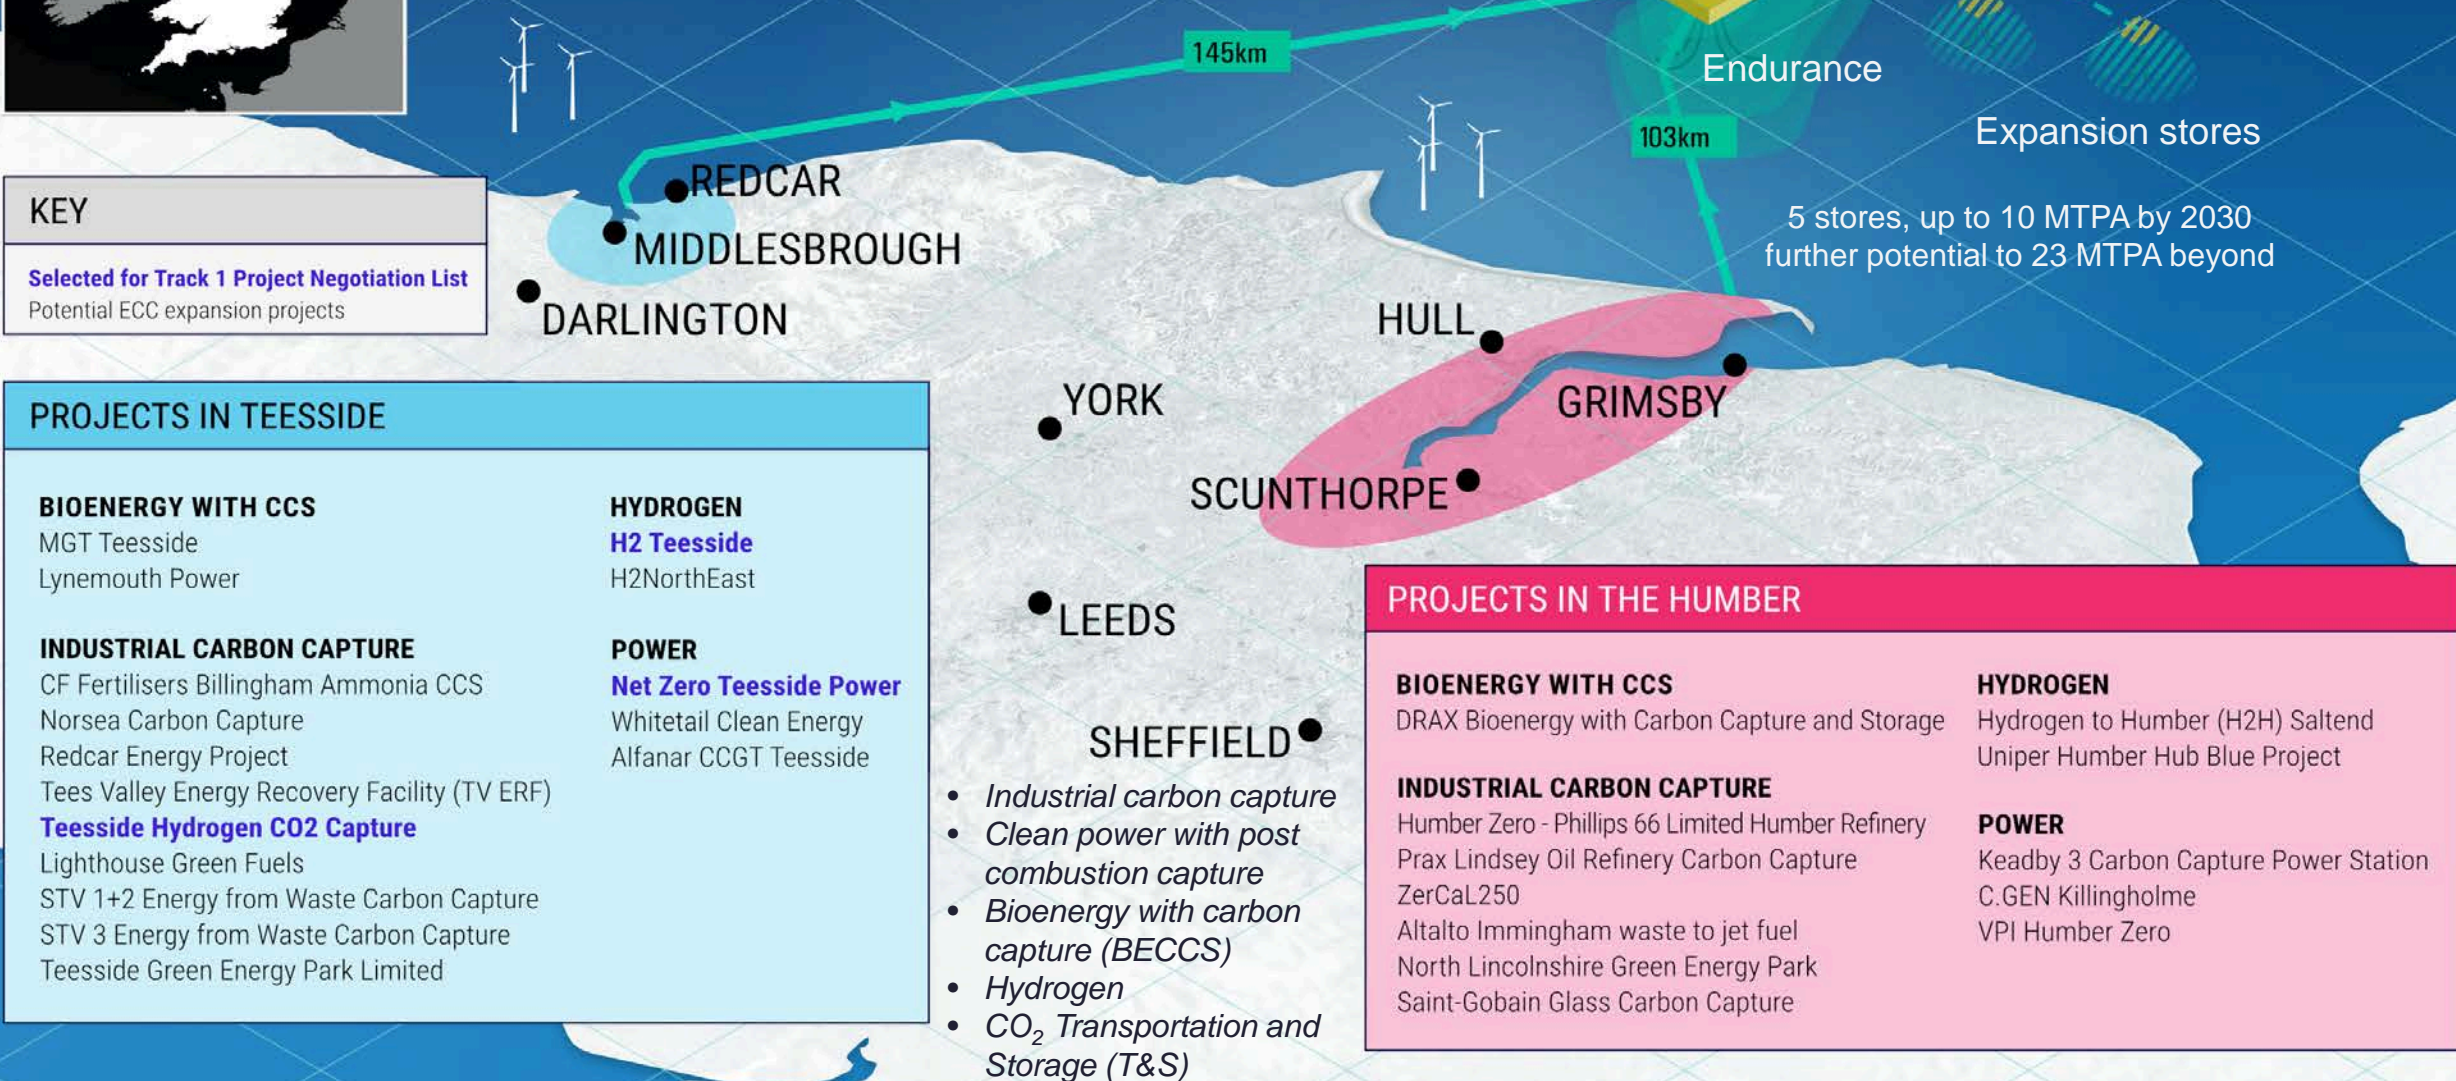 145km
Endurance
103km
Expansion stores
5 stores, up to 10 MTPA by 2030
further potential to 23 MTPA beyond
REDCAR
MIDDLESBROUGH
DARLINGTON
HULL
GRIMSBY
YORK
SCUNTHORPE
LEEDS
SHEFFIELD
KEY
Selected for Track 1 Project Negotiation List
Potential ECC expansion projects
PROJECTS IN TEESSIDE
BIOENERGY WITH CCS
MGT Teesside
Lynemouth Power
INDUSTRIAL CARBON CAPTURE
CF Fertilisers Billingham Ammonia CCS
Norsea Carbon Capture
Redcar Energy Project
Tees Valley Energy Recovery Facility (TV ERF)
Teesside Hydrogen CO2 Capture
Lighthouse Green Fuels
STV 1+2 Energy from Waste Carbon Capture
STV 3 Energy from Waste Carbon Capture
Teesside Green Energy Park Limited
HYDROGEN
H2 Teesside
H2NorthEast
POWER
Net Zero Teesside Power
Whitetail Clean Energy
Alfanar CCGT Teesside
• Industrial carbon capture
• Clean power with post
combustion capture
• Bioenergy with carbon
capture (BECCS)
• Hydrogen
• CO₂ Transportation and
Storage (T&S)
PROJECTS IN THE HUMBER
BIOENERGY WITH CCS
DRAX Bioenergy with Carbon Capture and Storage
INDUSTRIAL CARBON CAPTURE
Humber Zero - Phillips 66 Limited Humber Refinery
Prax Lindsey Oil Refinery Carbon Capture
ZerCaL250
Altalto Immingham waste to jet fuel
North Lincolnshire Green Energy Park
Saint-Gobain Glass Carbon Capture
HYDROGEN
Hydrogen to Humber (H2H) Saltend
Uniper Humber Hub Blue Project
POWER
Keadby 3 Carbon Capture Power Station
C.GEN Killingholme
VPI Humber Zero